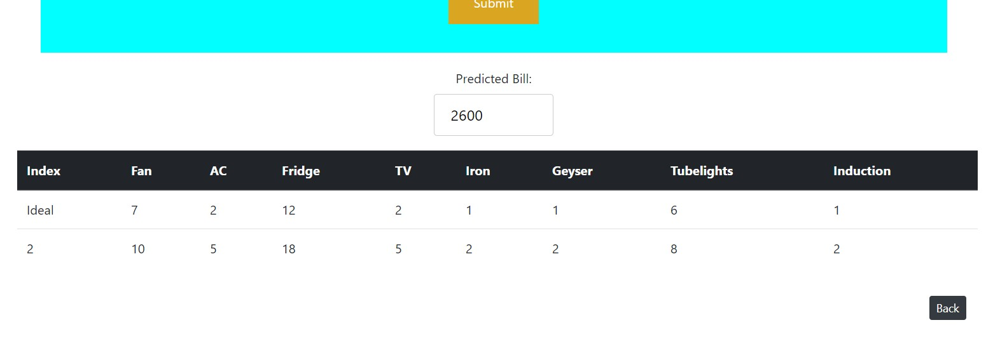 Submit
Predicted Bill:
2600
Index Fan AC Fridge TV Iron Geyser Tubelights Induction
Ideal 7 2 12 2 1 1 6 1
2 10 5 18 5 2 2 8 2
Back